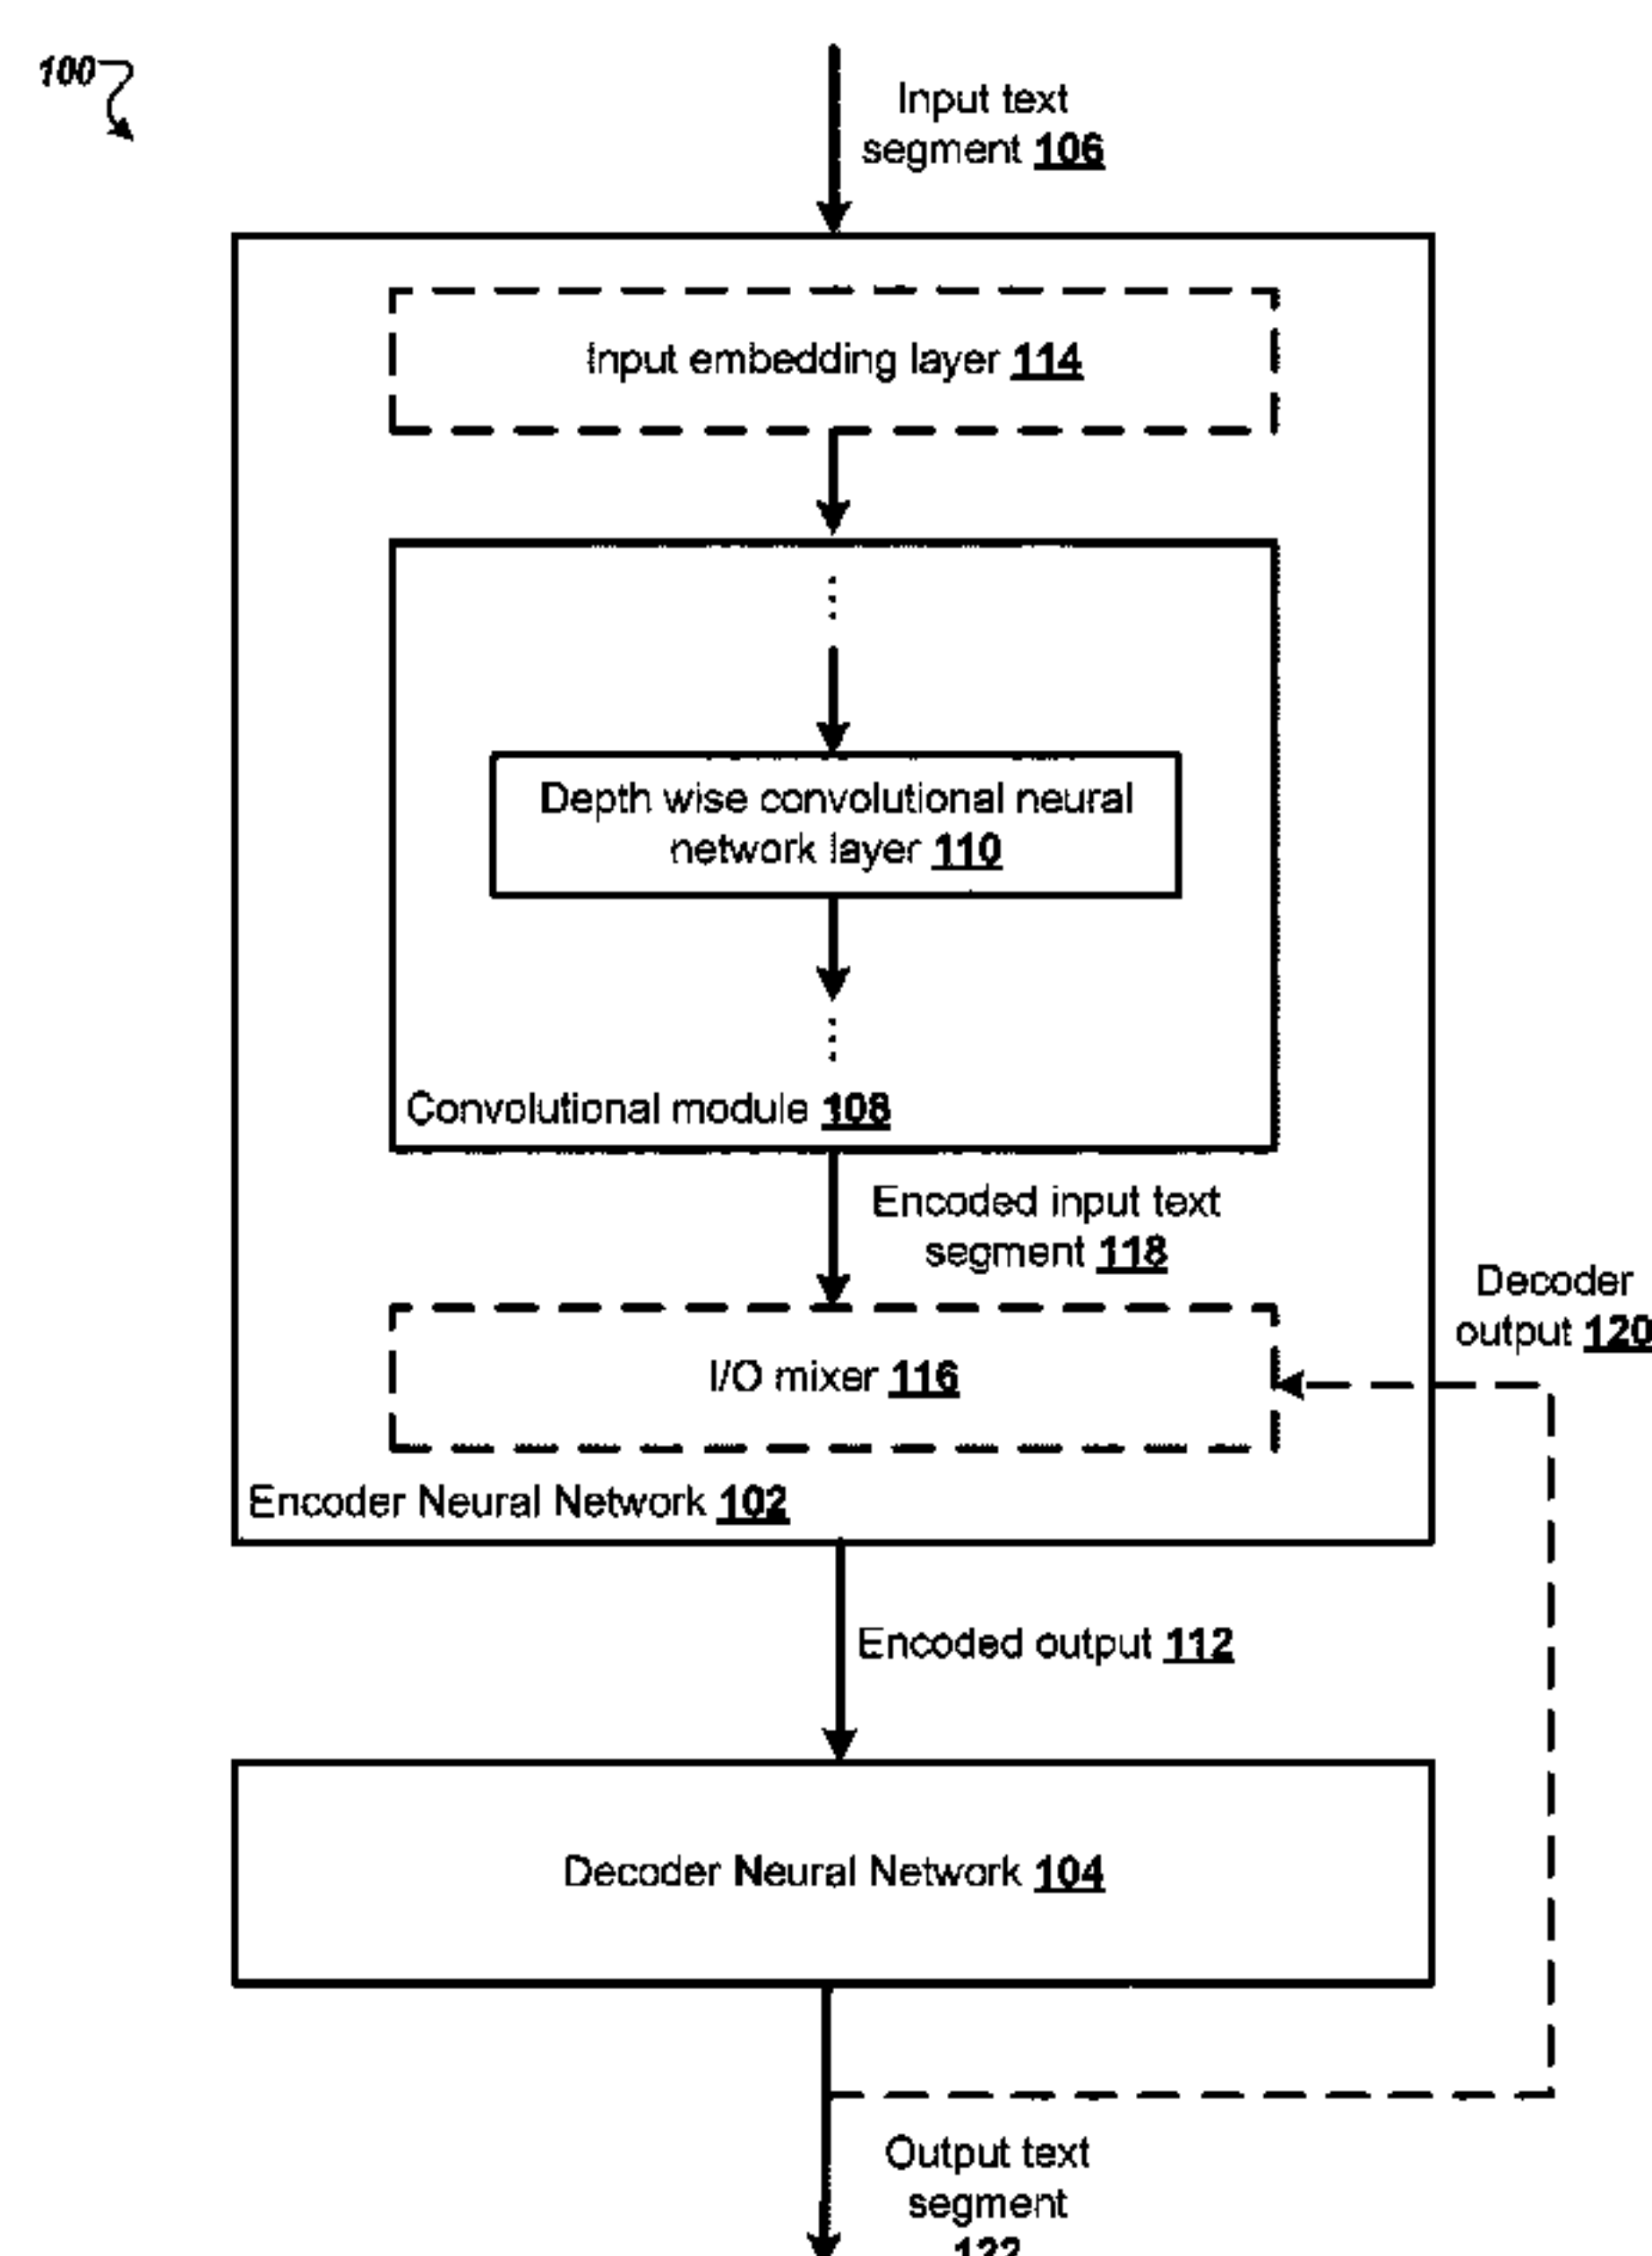 100
Input text
segment 106
Input embedding layer 114
Depth wise convolutional neural
network layer 110
Convolutional module 108
Encoded input text
segment 118
Decoder
output 120
I/O mixer 116
Encoder Neural Network 102
Encoded output 112
Decoder Neural Network 104
Output text
segment
122